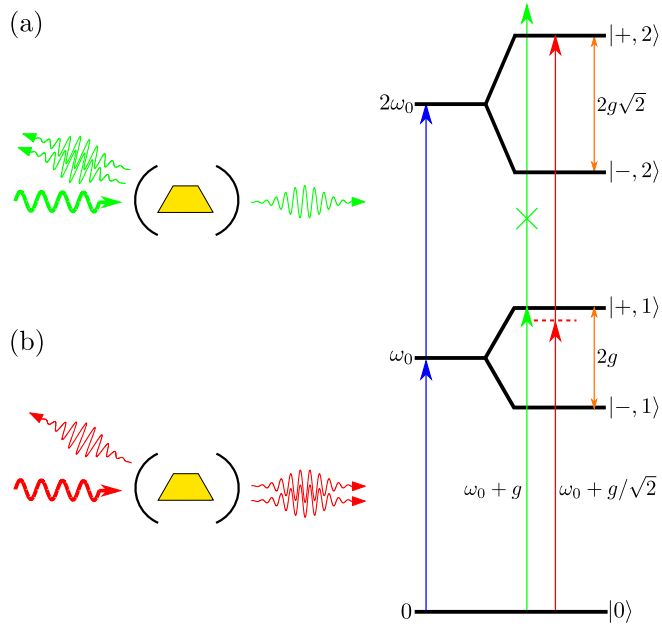 (a)
(b)
|+, 2⟩
2ω₀
2g√2
|−, 2⟩
|+, 1⟩
ω₀
2g
|−, 1⟩
ω₀ + g
ω₀ + g/√2
0
|0⟩